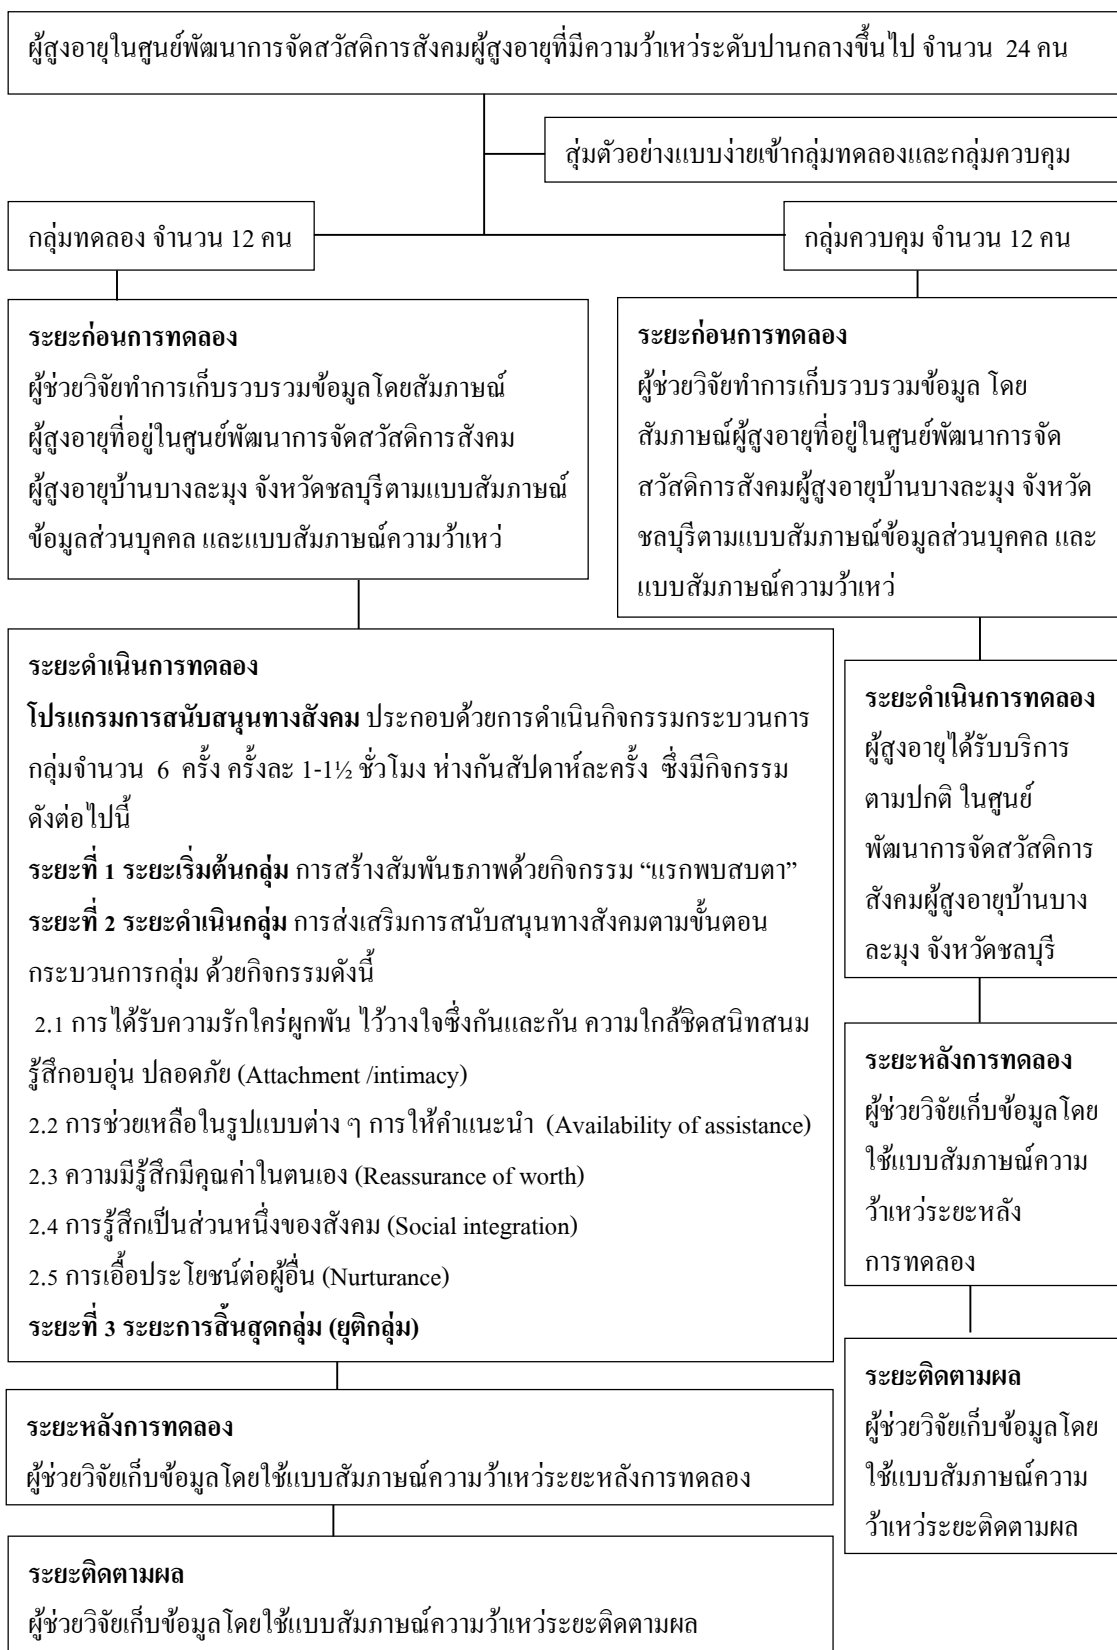 ผู้สูงอายุในศูนย์พัฒนาการจัดสวัสดิการสังคมผู้สูงอายุที่มีความว้าเหว่ระดับปานกลางขึ้นไป จำนวน 24 คน
สุ่มตัวอย่างแบบง่ายเข้ากลุ่มทดลองและกลุ่มควบคุม
กลุ่มทดลอง จำนวน 12 คน
กลุ่มควบคุม จำนวน 12 คน
ระยะก่อนการทดลอง
ผู้ช่วยวิจัยทำการเก็บรวบรวมข้อมูลโดยสัมภาษณ์
ผู้สูงอายุที่อยู่ในศูนย์พัฒนาการจัดสวัสดิการสังคม
ผู้สูงอายุบ้านบางละมุง จังหวัดชลบุรีตามแบบสัมภาษณ์
ข้อมูลส่วนบุคคล และแบบสัมภาษณ์ความว้าเหว่
ระยะก่อนการทดลอง
ผู้ช่วยวิจัยทำการเก็บรวบรวมข้อมูล โดย
สัมภาษณ์ผู้สูงอายุที่อยู่ในศูนย์พัฒนาการจัด
สวัสดิการสังคมผู้สูงอายุบ้านบางละมุง จังหวัด
ชลบุรีตามแบบสัมภาษณ์ข้อมูลส่วนบุคคล และ
แบบสัมภาษณ์ความว้าเหว่
ระยะดำเนินการทดลอง
โปรแกรมการสนับสนุนทางสังคม ประกอบด้วยการดำเนินกิจกรรมกระบวนการ
กลุ่มจำนวน 6 ครั้ง ครั้งละ 1-1½ ชั่วโมง ห่างกันสัปดาห์ละครั้ง ซึ่งมีกิจกรรม
ดังต่อไปนี้
ระยะที่ 1 ระยะเริ่มต้นกลุ่ม การสร้างสัมพันธภาพด้วยกิจกรรม “แรกพบสบตา”
ระยะที่ 2 ระยะดำเนินกลุ่ม การส่งเสริมการสนับสนุนทางสังคมตามขั้นตอน
กระบวนการกลุ่ม ด้วยกิจกรรมดังนี้
2.1 การได้รับความรักใคร่ผูกพัน ไว้วางใจซึ่งกันและกัน ความใกล้ชิดสนิทสนม
รู้สึกอบอุ่น ปลอดภัย (Attachment /intimacy)
2.2 การช่วยเหลือในรูปแบบต่าง ๆ การให้คำแนะนำ (Availability of assistance)
2.3 ความมีรู้สึกมีคุณค่าในตนเอง (Reassurance of worth)
2.4 การรู้สึกเป็นส่วนหนึ่งของสังคม (Social integration)
2.5 การเอื้อประโยชน์ต่อผู้อื่น (Nurturance)
ระยะที่ 3 ระยะการสิ้นสุดกลุ่ม (ยุติกลุ่ม)
ระยะดำเนินการทดลอง
ผู้สูงอายุได้รับบริการ
ตามปกติ ในศูนย์
พัฒนาการจัดสวัสดิการ
สังคมผู้สูงอายุบ้านบาง
ละมุง จังหวัดชลบุรี
ระยะหลังการทดลอง
ผู้ช่วยวิจัยเก็บข้อมูลโดย
ใช้แบบสัมภาษณ์ความ
ว้าเหว่ระยะหลัง
การทดลอง
ระยะหลังการทดลอง
ผู้ช่วยวิจัยเก็บข้อมูลโดยใช้แบบสัมภาษณ์ความว้าเหว่ระยะหลังการทดลอง
ระยะติดตามผล
ผู้ช่วยวิจัยเก็บข้อมูลโดย
ใช้แบบสัมภาษณ์ความ
ว้าเหว่ระยะติดตามผล
ระยะติดตามผล
ผู้ช่วยวิจัยเก็บข้อมูลโดยใช้แบบสัมภาษณ์ความว้าเหว่ระยะติดตามผล